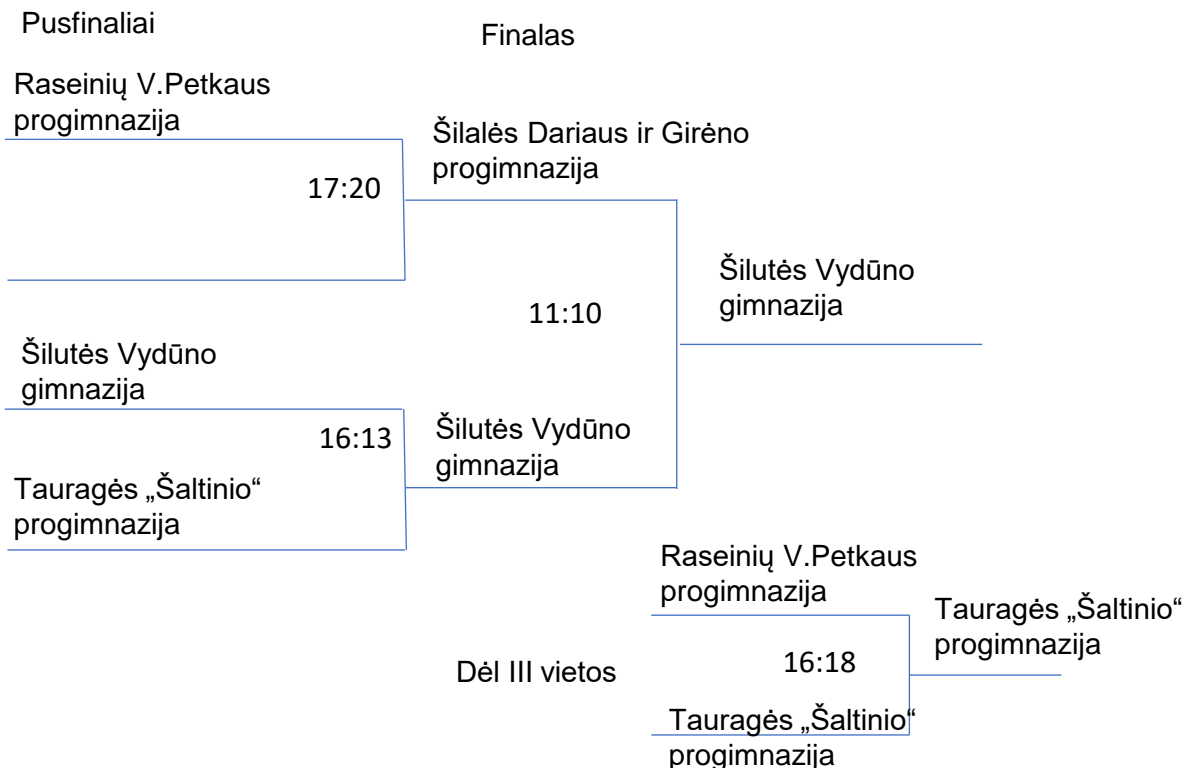 Pusfinaliai
Finalas
Raseinių V.Petkaus
progimnazija
17:20
Šilalės Dariaus ir Girėno
progimnazija
Šilutės Vydūno
gimnazija
16:13
Tauragės „Šaltinio“
progimnazija
11:10
Šilutės Vydūno
gimnazija
Šilutės Vydūno
gimnazija
Dėl III vietos
Raseinių V.Petkaus
progimnazija
16:18
Tauragės „Šaltinio“
progimnazija
Tauragės „Šaltinio“
progimnazija